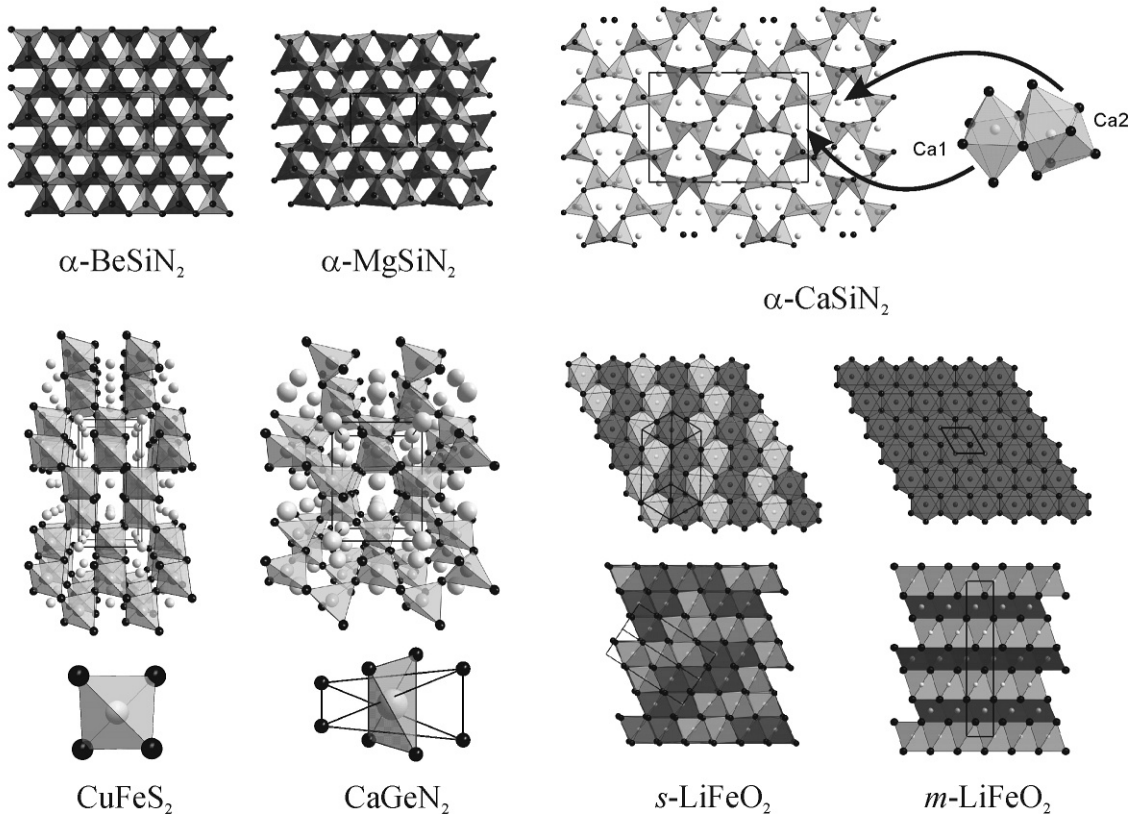 Ca1
Ca2
α-BeSiN₂
α-MgSiN₂
α-CaSiN₂
CuFeS₂
CaGeN₂
s-LiFeO₂
m-LiFeO₂